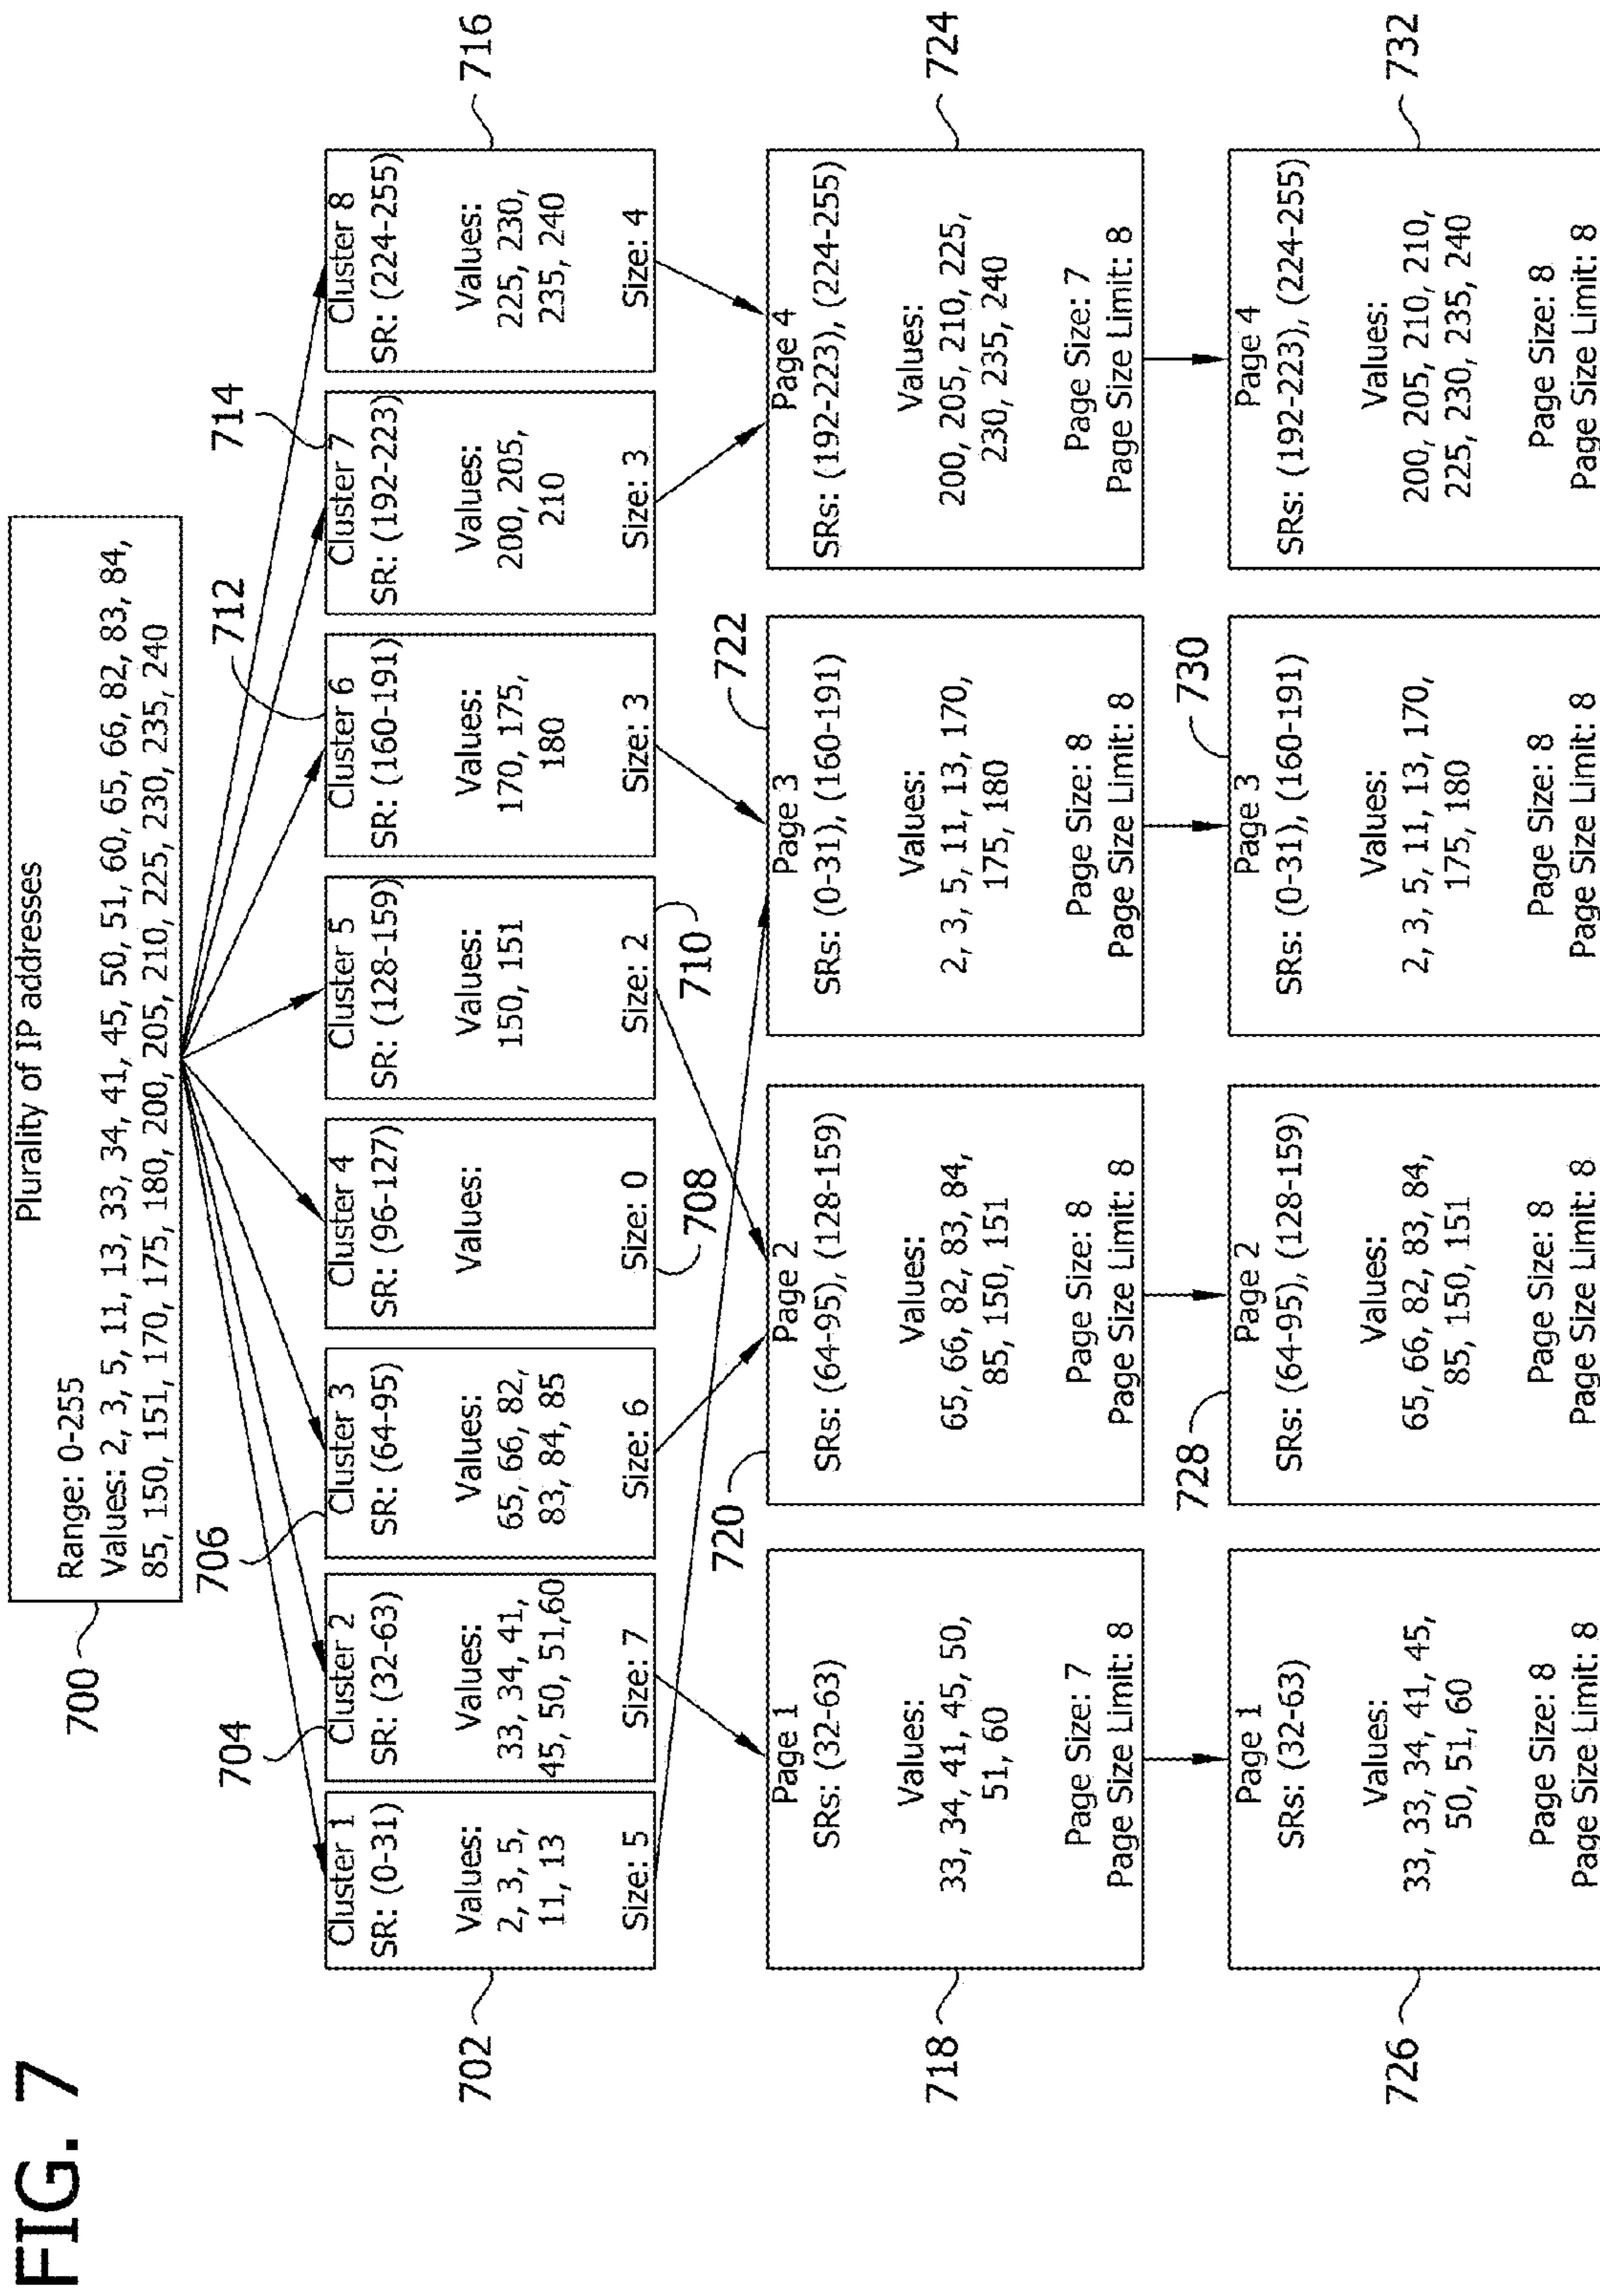 FIG. 7
Plurality of IP addresses
Range: 0-255
Values: 2, 3, 5, 11, 13, 33, 34, 41, 45, 50, 51, 60, 65, 66, 82, 83, 84,
85, 150, 151, 170, 175, 180, 200, 205, 210, 225, 230, 235, 240
700
702
Cluster 1
SR: (0-31)
Values:
2, 3, 5,
11, 13
Size: 5
704
Cluster 2
SR: (32-63)
Values:
33, 34, 41,
45, 50, 51,60
Size: 7
706
Cluster 3
SR: (64-95)
Values:
65, 66, 82,
83, 84, 85
Size: 6
Cluster 4
SR: (96-127)
Values:
Size: 0
708
Cluster 5
SR: (128-159)
Values:
150, 151
Size: 2
710
712
Cluster 6
SR: (160-191)
Values:
170, 175,
180
Size: 3
714
Cluster 7
SR: (192-223)
Values:
200, 205,
210
Size: 3
Cluster 8
SR: (224-255)
Values:
225, 230,
235, 240
Size: 4
716
718
Page 1
SRs: (32-63)
Values:
33, 34, 41, 45, 50,
51, 60
Page Size: 7
Page Size Limit: 8
720
Page 2
SRs: (64-95), (128-159)
Values:
65, 66, 82, 83, 84,
85, 150, 151
Page Size: 8
Page Size Limit: 8
722
Page 3
SRs: (0-31), (160-191)
Values:
2, 3, 5, 11, 13, 170,
175, 180
Page Size: 8
Page Size Limit: 8
Page 4
SRs: (192-223), (224-255)
Values:
200, 205, 210, 225,
230, 235, 240
Page Size: 7
Page Size Limit: 8
724
726
Page 1
SRs: (32-63)
Values:
33, 33, 34, 41, 45,
50, 51, 60
Page Size: 8
Page Size Limit: 8
728
Page 2
SRs: (64-95), (128-159)
Values:
65, 66, 82, 83, 84,
85, 150, 151
Page Size: 8
Page Size Limit: 8
730
Page 3
SRs: (0-31), (160-191)
Values:
2, 3, 5, 11, 13, 170,
175, 180
Page Size: 8
Page Size Limit: 8
Page 4
SRs: (192-223), (224-255)
Values:
200, 205, 210, 210,
225, 230, 235, 240
Page Size: 8
Page Size Limit: 8
732